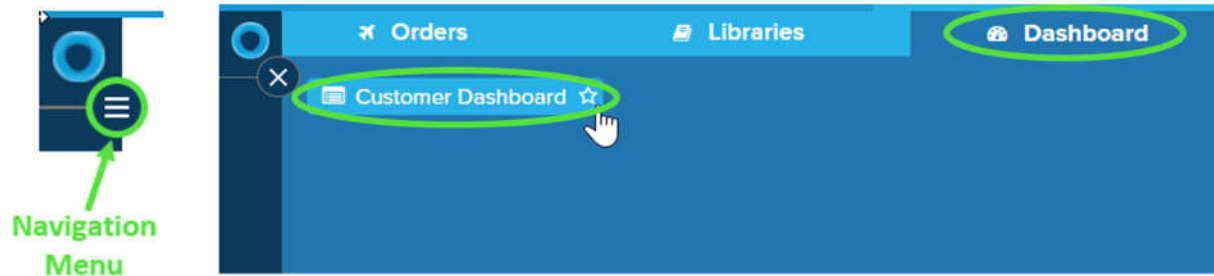 Navigation
Menu
Orders
Libraries
Dashboard
Customer Dashboard